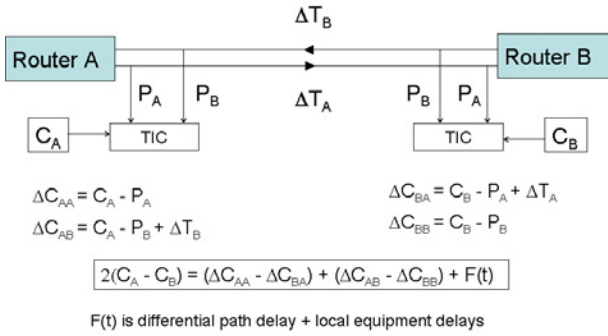 ΔT_B
Router A
Router B
P_A
P_B
ΔT_A
P_B
P_A
C_A
TIC
TIC
C_B
ΔC_AA = C_A - P_A
ΔC_AB = C_A - P_B + ΔT_B
ΔC_BA = C_B - P_A + ΔT_A
ΔC_BB = C_B - P_B
2(C_A - C_B) = (ΔC_AA - ΔC_BA) + (ΔC_AB - ΔC_BB) + F(t)
F(t) is differential path delay + local equipment delays